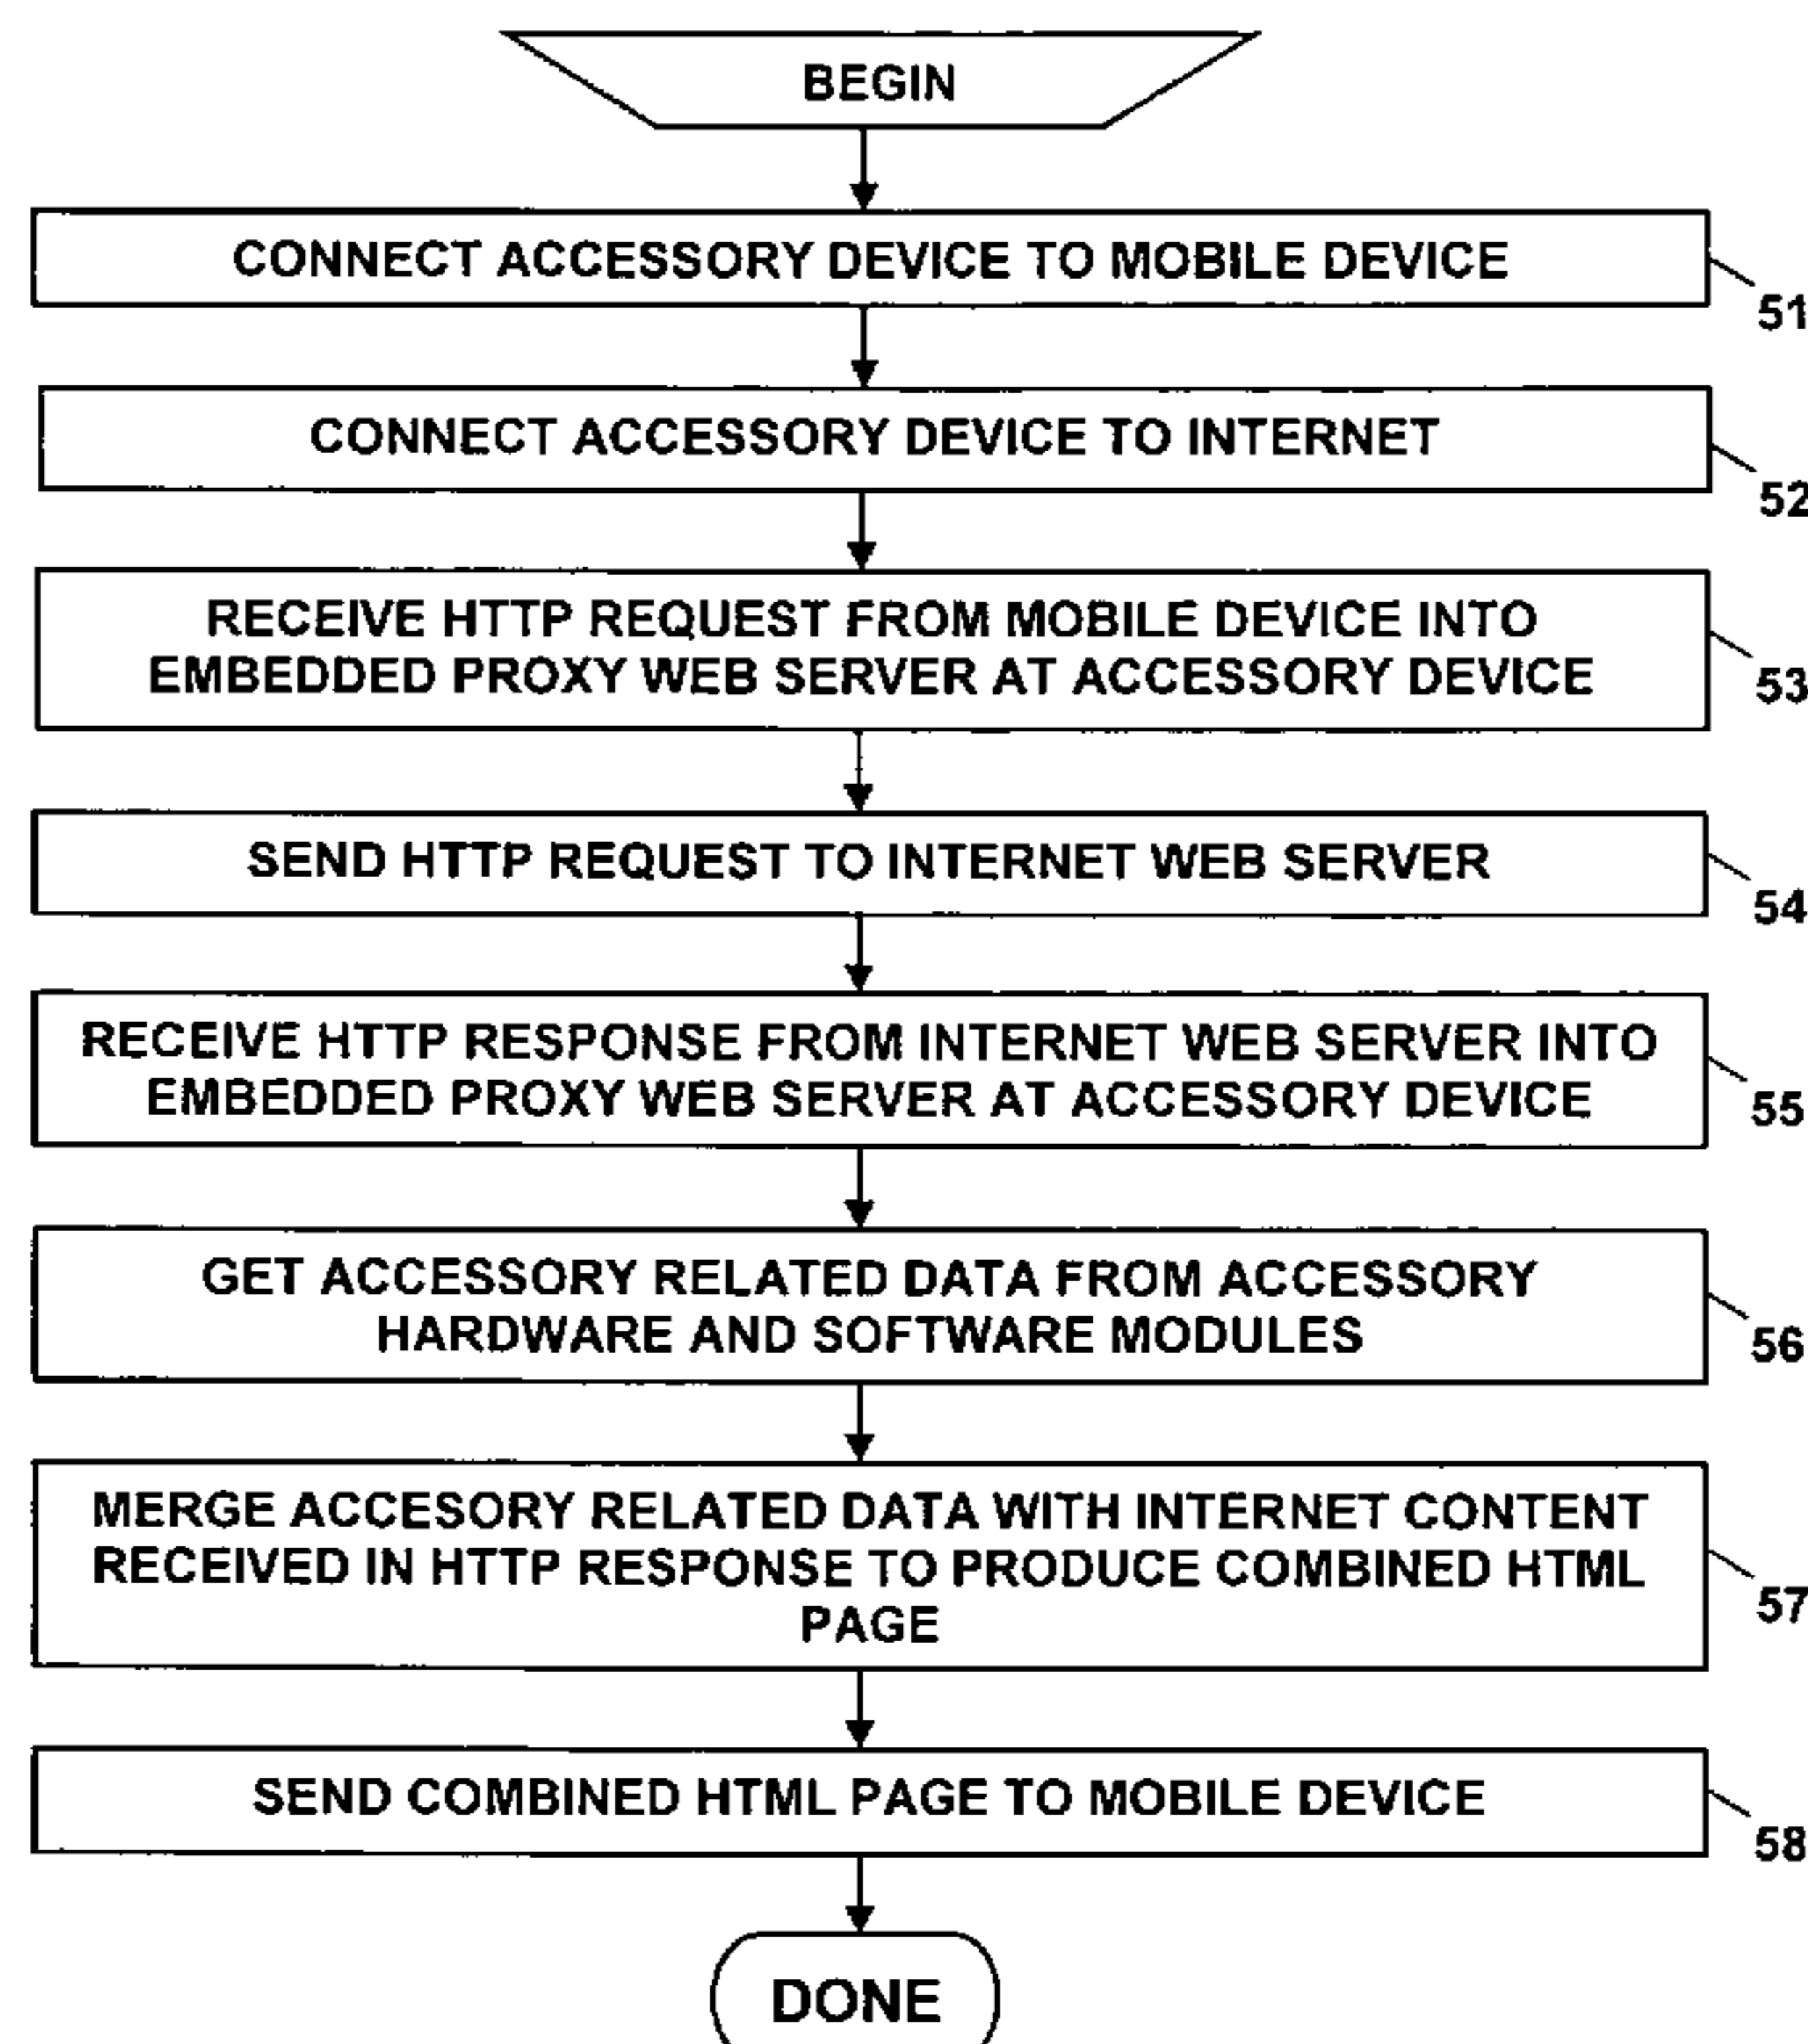 BEGIN
CONNECT ACCESSORY DEVICE TO MOBILE DEVICE
51
CONNECT ACCESSORY DEVICE TO INTERNET
52
RECEIVE HTTP REQUEST FROM MOBILE DEVICE INTO
EMBEDDED PROXY WEB SERVER AT ACCESSORY DEVICE
53
SEND HTTP REQUEST TO INTERNET WEB SERVER
54
RECEIVE HTTP RESPONSE FROM INTERNET WEB SERVER INTO
EMBEDDED PROXY WEB SERVER AT ACCESSORY DEVICE
55
GET ACCESSORY RELATED DATA FROM ACCESSORY
HARDWARE AND SOFTWARE MODULES
56
MERGE ACCESORY RELATED DATA WITH INTERNET CONTENT
RECEIVED IN HTTP RESPONSE TO PRODUCE COMBINED HTML
PAGE
57
SEND COMBINED HTML PAGE TO MOBILE DEVICE
58
DONE